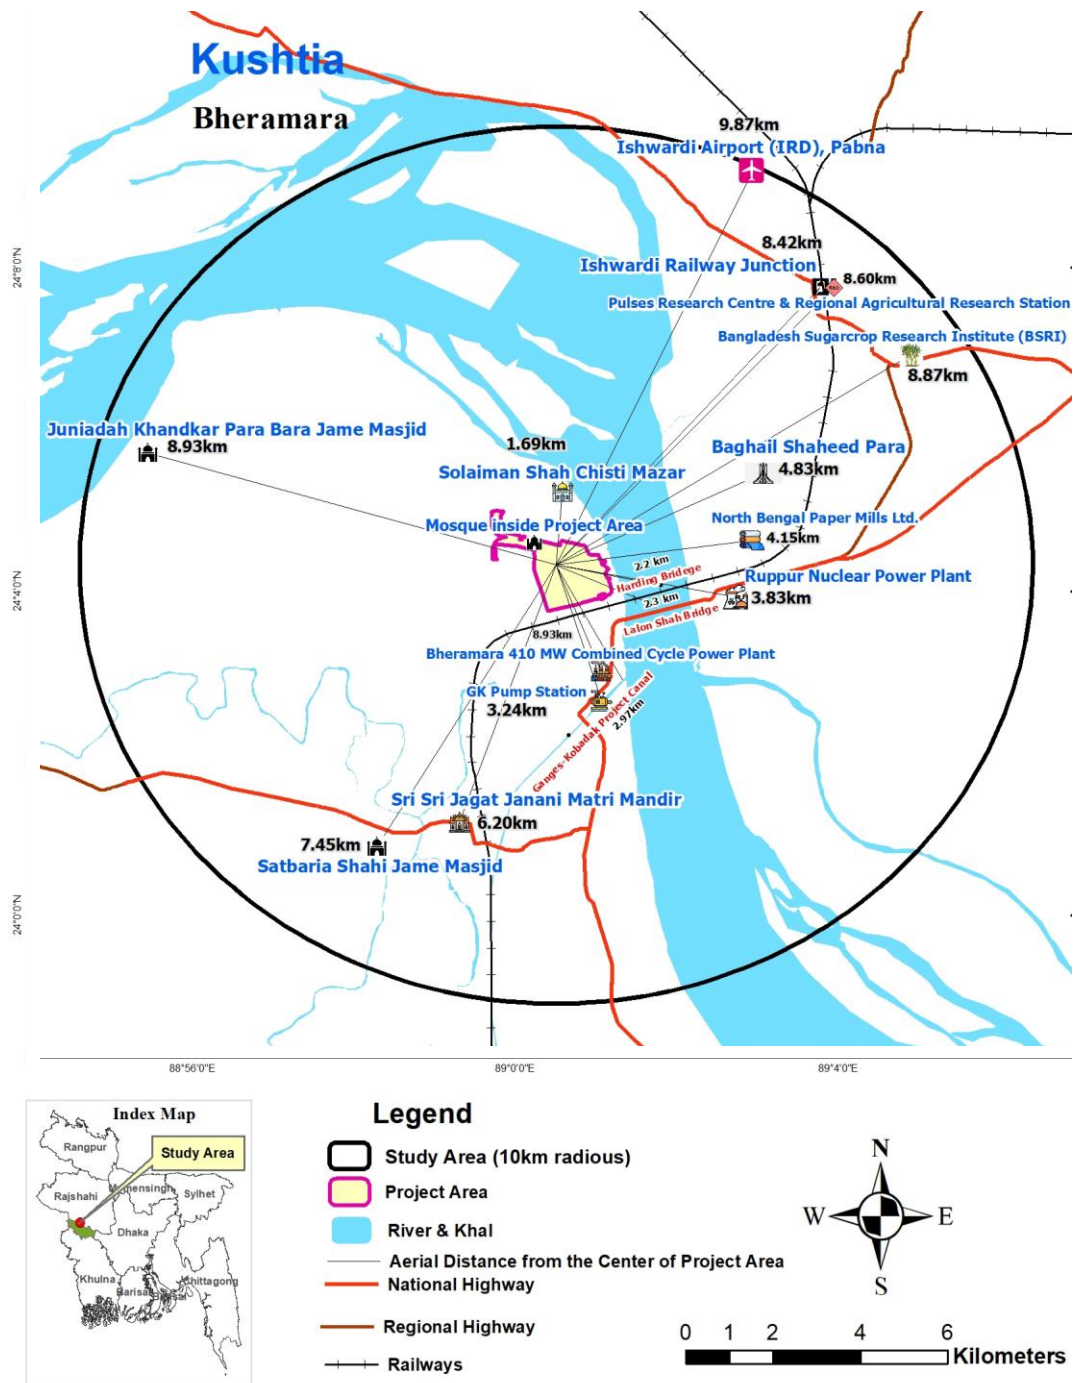 Kushtia
Bheramara
9.87km
Ishwardi Airport (IRD), Pabna
8.42km
Ishwardi Railway Junction
8.60km
Pulses Research Centre & Regional Agricultural Research Station
Bangladesh Sugarcrop Research Institute (BSRI)
8.87km
Juniadah Khandkar Para Bara Jame Masjid
8.93km
1.69km
Solaiman Shah Chisti Mazar
Baghail Shaheed Para
4.83km
Mosque inside Project Area
North Bengal Paper Mills Ltd.
4.15km
2.2 km
Harding Bridege
Ruppur Nuclear Power Plant
3.83km
2.3 km
Lalon Shah Bridge
8.93km
Bheramara 410 MW Combined Cycle Power Plant
GK Pump Station
3.24km
Ganges-Kobadak Project Canal
2.97km
Sri Sri Jagat Janani Matri Mandir
6.20km
7.45km
Satbaria Shahi Jame Masjid
24°8'0"N
24°4'0"N
24°0'0"N
88°56'0"E
89°0'0"E
89°4'0"E
Index Map
Study Area
Rangpur
Rajshahi
Sylhet
Dhaka
Khulna
Chittagong
Legend
Study Area (10km radious)
Project Area
River & Khal
Aerial Distance from the Center of Project Area
National Highway
Regional Highway
Railways
N
W
E
S
0 1 2 4 6
Kilometers